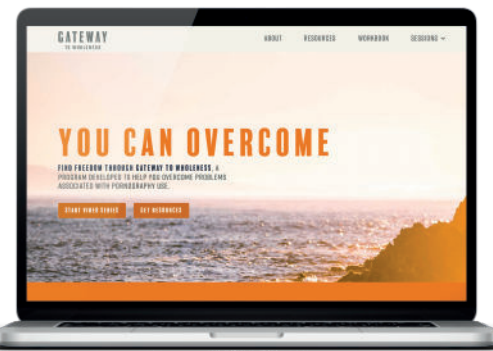 GATEWAY
TO WHOLENESS
ABOUT RESOURCES WORKBOOK SESSIONS
YOU CAN OVERCOME
FIND FREEDOM THROUGH GATEWAY TO WHOLENESS, A
PROGRAM DEVELOPED TO HELP YOU OVERCOME PROBLEMS
ASSOCIATED WITH PORNOGRAPHY USE.
START VIDEO SERIES GET RESOURCES